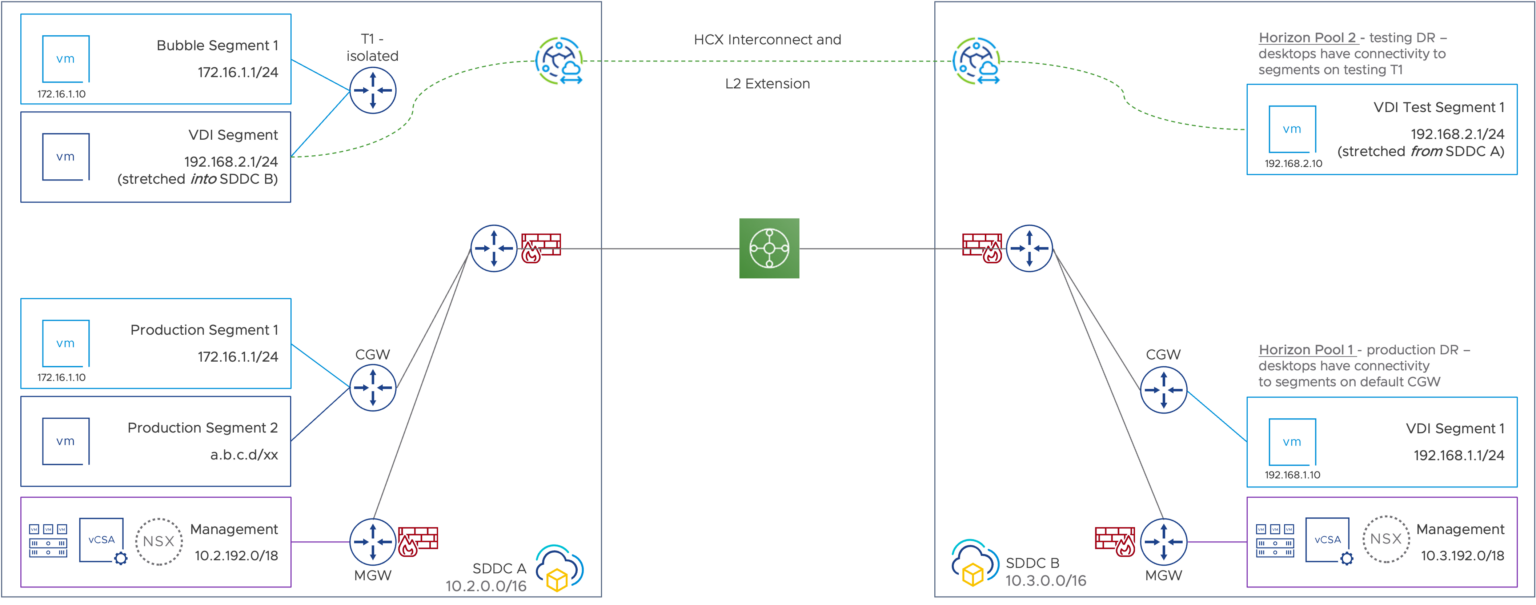 Bubble Segment 1
172.16.1.1/24
vm
172.16.1.10
T1 -
isolated
VDI Segment
192.168.2.1/24
(stretched into SDDC B)
vm
HCX Interconnect and
L2 Extension
Horizon Pool 2 - testing DR –
desktops have connectivity to
segments on testing T1
VDI Test Segment 1
192.168.2.1/24
(stretched from SDDC A)
vm
192.168.2.10
Production Segment 1
172.16.1.1/24
vm
172.16.1.10
CGW
Production Segment 2
a.b.c.d/xx
vm
VM VM VM
vCSA
NSX
Management
10.2.192.0/18
MGW
SDDC A
10.2.0.0/16
CGW
Horizon Pool 1 - production DR –
desktops have connectivity
to segments on default CGW
VDI Segment 1
192.168.1.1/24
vm
192.168.1.10
SDDC B
10.3.0.0/16
MGW
VM VM VM
vCSA
NSX
Management
10.3.192.0/18